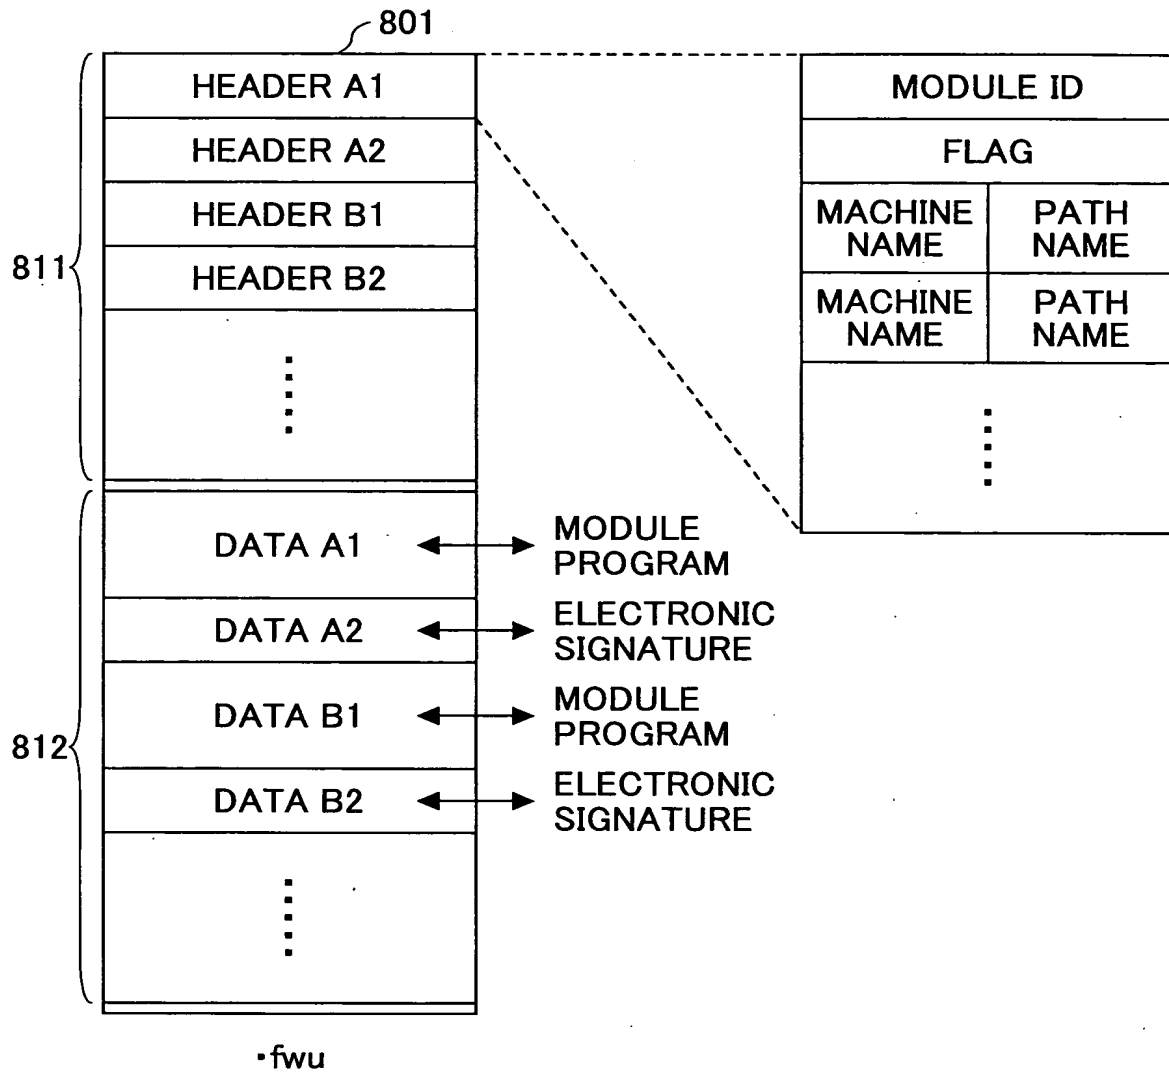 801
HEADER A1
HEADER A2
HEADER B1
HEADER B2
811
MODULE ID
FLAG
MACHINE NAME
PATH NAME
MACHINE NAME
PATH NAME
DATA A1
MODULE
PROGRAM
DATA A2
ELECTRONIC
SIGNATURE
DATA B1
MODULE
PROGRAM
812
DATA B2
ELECTRONIC
SIGNATURE
·fwu